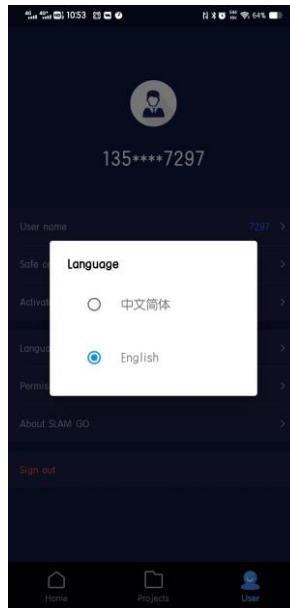 10:53
64%
135****7297
User name 7297
Safe c
Language
中文简体
Activat
English
Langua
Permis
About SLAM GO
Sign out
Home Projects User